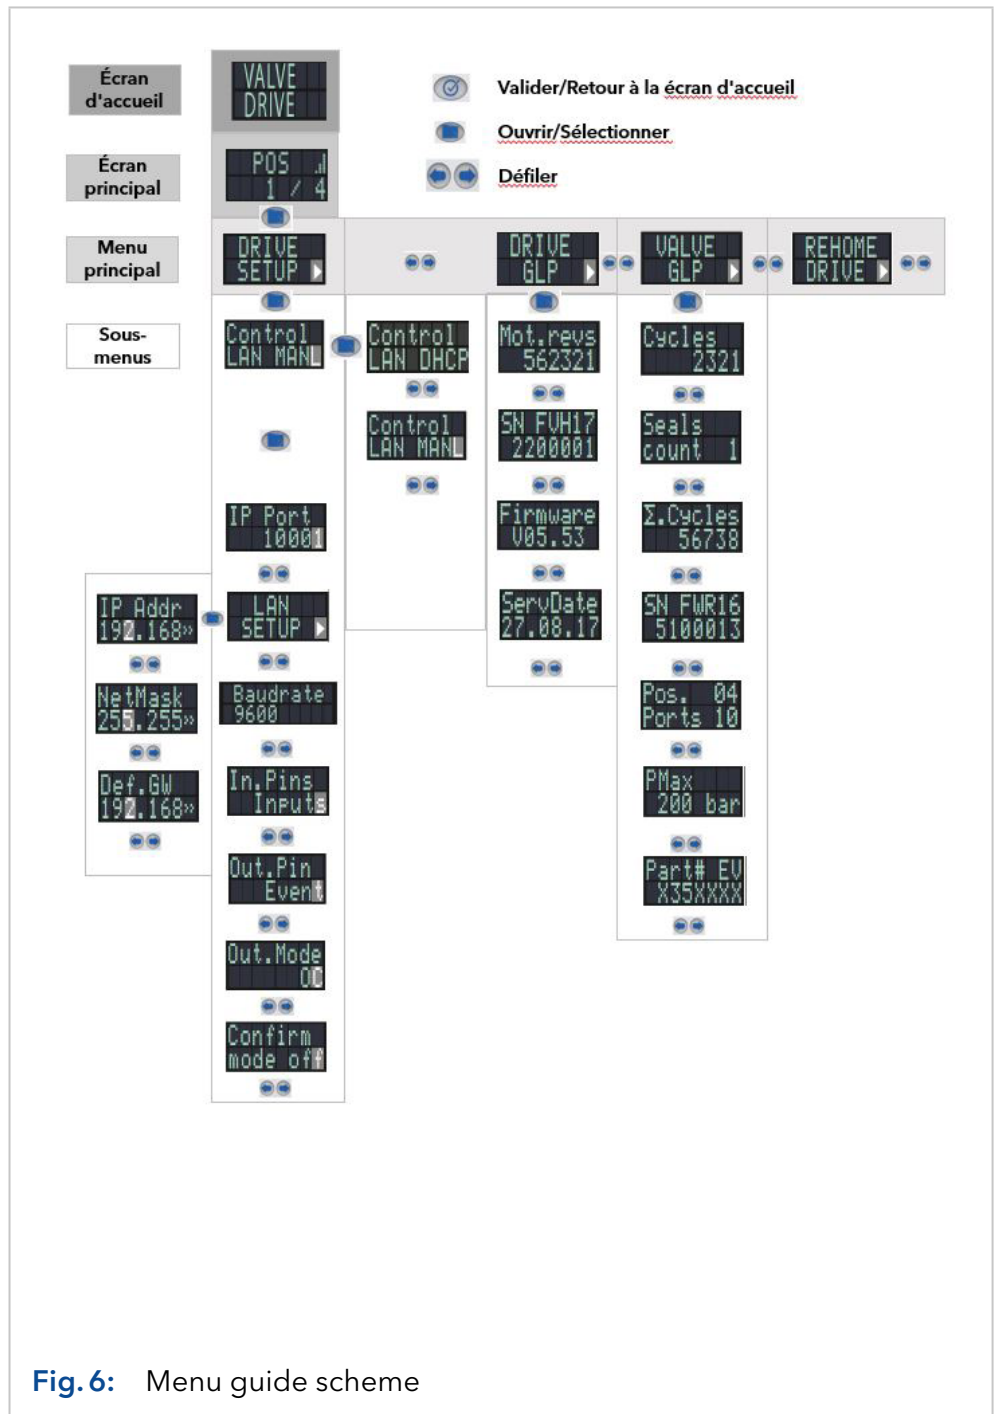 Écran
d'accueil
VALVE
DRIVE
Valider/Retour à la écran d'accueil
Ouvrir/Sélectionner
Défiler
Écran
principal
POS
1 / 4
Menu
principal
DRIVE
SETUP
DRIVE
GLP
VALVE
GLP
REHOME
DRIVE
Sous-
menus
Control
LAN MANL
Control
LAN DHCP
Control
LAN MANL
Mot.revs
562321
SN FVH17
2200001
Firmware
V05.53
ServDate
27.08.17
Cycles
2321
Seals
count 1
Σ.Cycles
56738
SN FWR16
5100013
Pos. 04
Ports 10
PMax
200 bar
Part# EV
X35XXXX
IP Port
10001
LAN
SETUP
Baudrate
9600
In.Pins
Inputs
Out.Pin
Event
Out.Mode
OC
Confirm
mode off
IP Addr
192.168»
NetMask
255.255»
Def.GW
192.168»
Fig. 6: Menu guide scheme